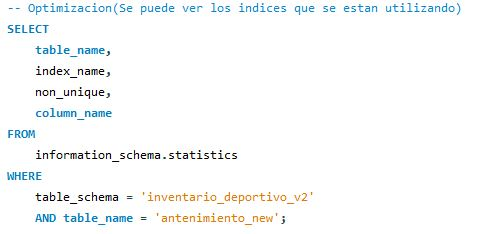 -- Optimizacion(Se puede ver los indices que se estan utilizando)
SELECT
    table_name,
    index_name,
    non_unique,
    column_name
FROM
    information_schema.statistics
WHERE
    table_schema = 'inventario_deportivo_v2'
    AND table_name = 'antenimiento_new';